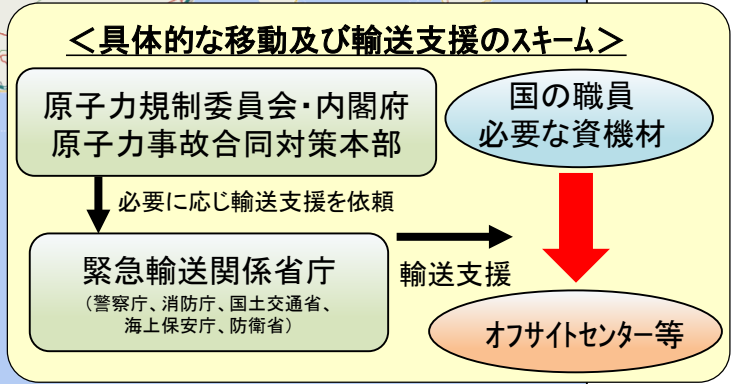 ＜具体的な移動及び輸送支援のスキーム＞
原子力規制委員会・内閣府
原子力事故合同対策本部
国の職員
必要な資機材
必要に応じ輸送支援を依頼
緊急輸送関係省庁
（警察庁、消防庁、国土交通省、
海上保安庁、防衛省）
輸送支援
オフサイトセンター等